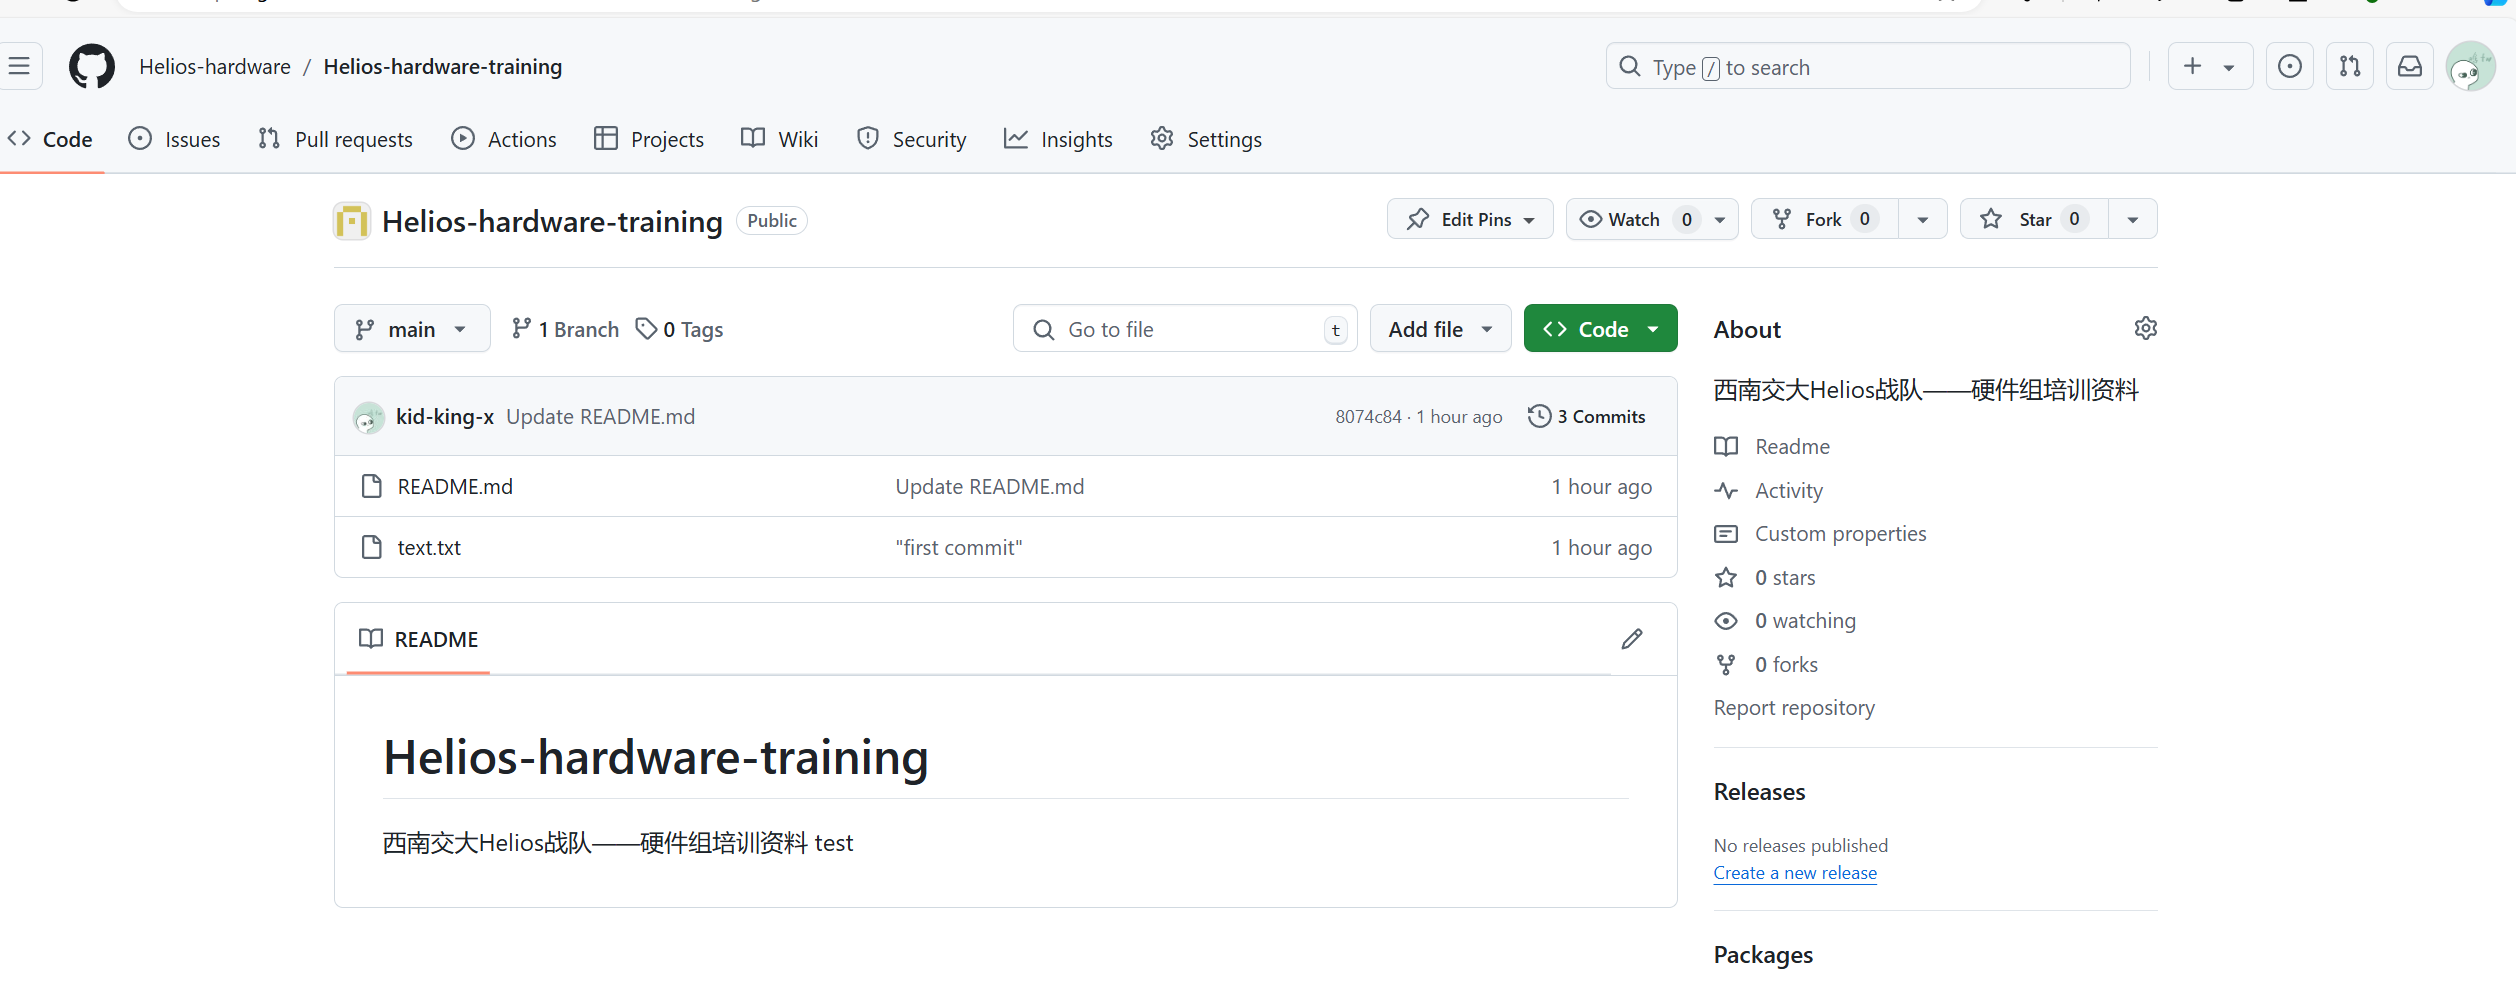 Helios-hardware / Helios-hardware-training
Type / to search
Code Issues Pull requests Actions Projects Wiki Security Insights Settings
Helios-hardware-training Public
Edit Pins Watch 0 Fork 0 Star 0
main 1 Branch 0 Tags Go to file t Add file Code
kid-king-x Update README.md 8074c84 · 1 hour ago 3 Commits
README.md Update README.md 1 hour ago
text.txt "first commit" 1 hour ago
README
Helios-hardware-training
西南交大Helios战队——硬件组培训资料 test
About
西南交大Helios战队——硬件组培训资料
Readme
Activity
Custom properties
0 stars
0 watching
0 forks
Report repository
Releases
No releases published
Create a new release
Packages